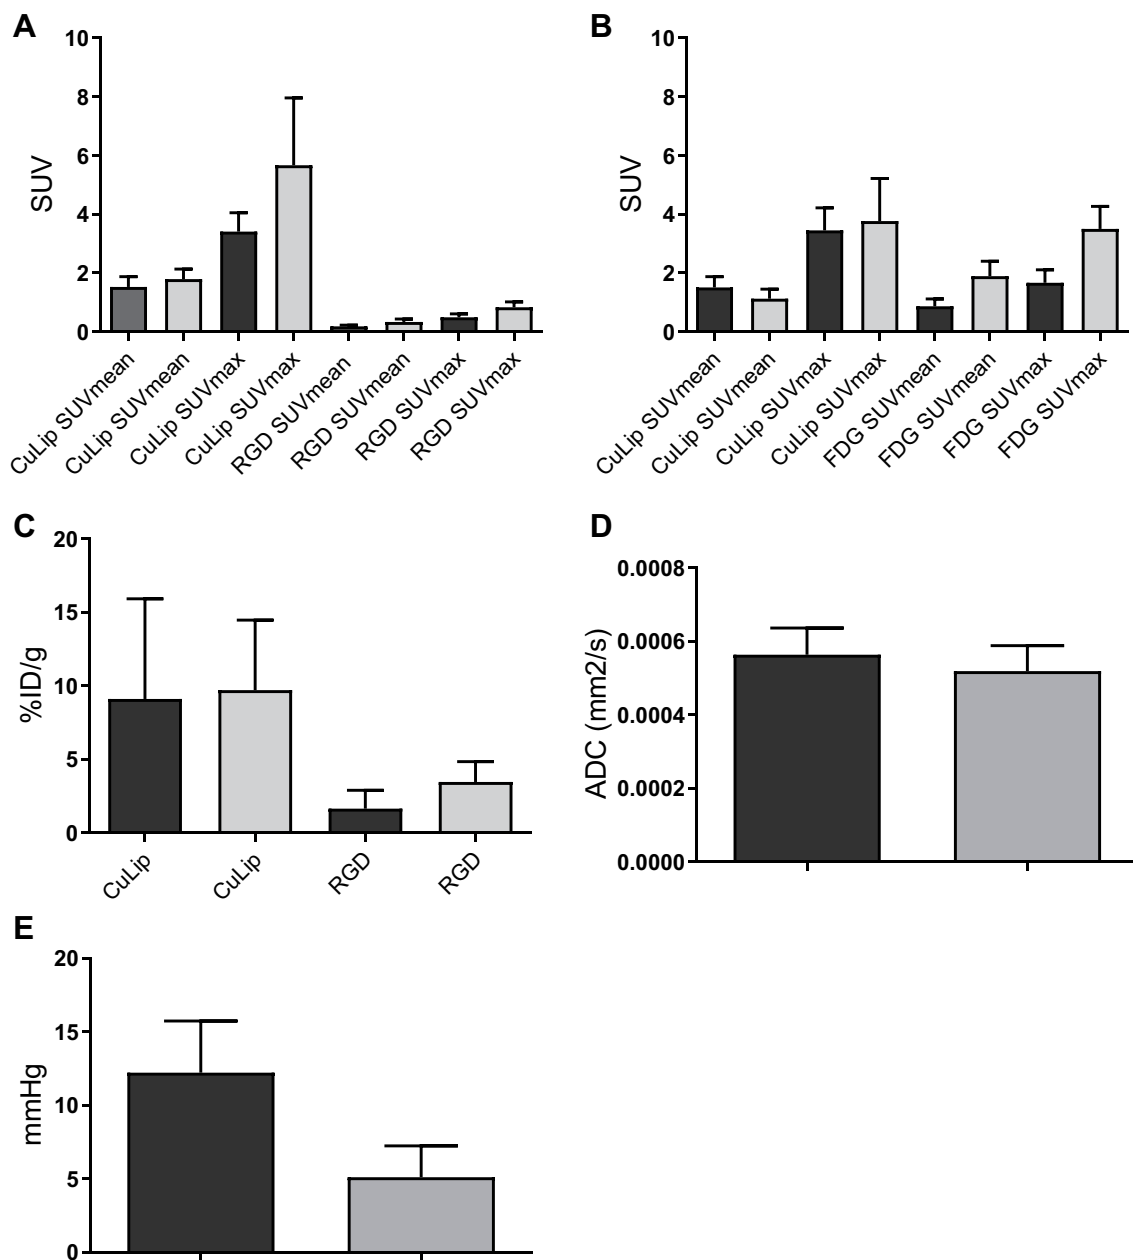 A
10
8
6
4
2
0
SUV
CuLip SUVmean
CuLip SUVmean
CuLip SUVmax
CuLip SUVmax
RGD SUVmean
RGD SUVmean
RGD SUVmax
RGD SUVmax
B
10
8
6
4
2
0
SUV
CuLip SUVmean
CuLip SUVmean
CuLip SUVmax
CuLip SUVmax
FDG SUVmean
FDG SUVmean
FDG SUVmax
FDG SUVmax
C
20
15
10
5
0
%ID/g
CuLip
CuLip
RGD
RGD
D
0.0008
0.0006
0.0004
0.0002
0.0000
ADC (mm2/s)
E
20
15
10
5
0
mmHg